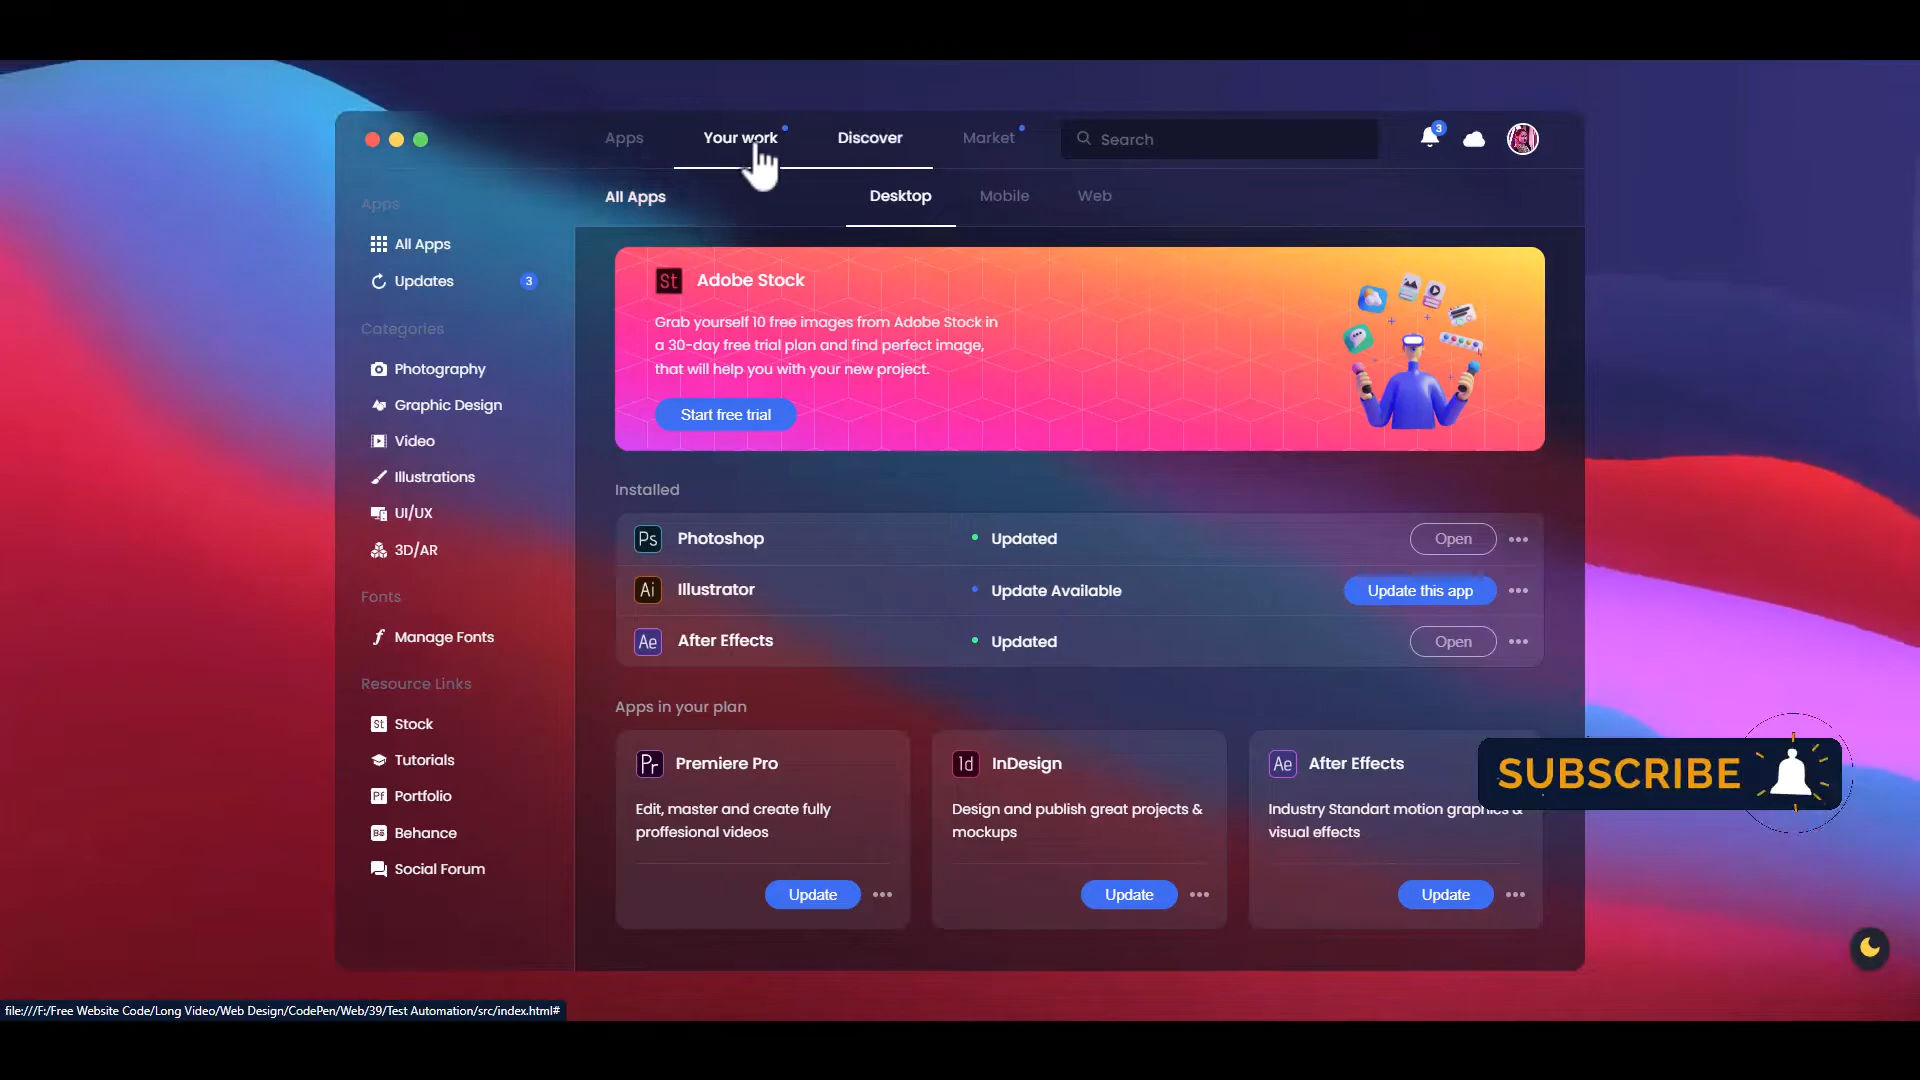 Apps
Your work
Discover
Market
Search
3
All Apps
Desktop
Mobile
Web
Apps
All Apps
Updates
3
Categories
Photography
Graphic Design
Video
Illustrations
UI/UX
3D/AR
Fonts
Manage Fonts
Resource Links
St Stock
Tutorials
Pf Portfolio
Bē Behance
Social Forum
St Adobe Stock
Grab yourself 10 free images from Adobe Stock in
a 30-day free trial plan and find perfect image,
that will help you with your new project.
Start free trial
Installed
Ps Photoshop Updated Open
Ai Illustrator Update Available Update this app
Ae After Effects Updated Open
Apps in your plan
Pr Premiere Pro
Edit, master and create fully
proffesional videos
Update
Id InDesign
Design and publish great projects &
mockups
Update
Ae After Effects
Industry Standart motion graphics &
visual effects
Update
SUBSCRIBE
file:///F:/Free Website Code/Long Video/Web Design/CodePen/Web/39/Test Automation/src/index.html#